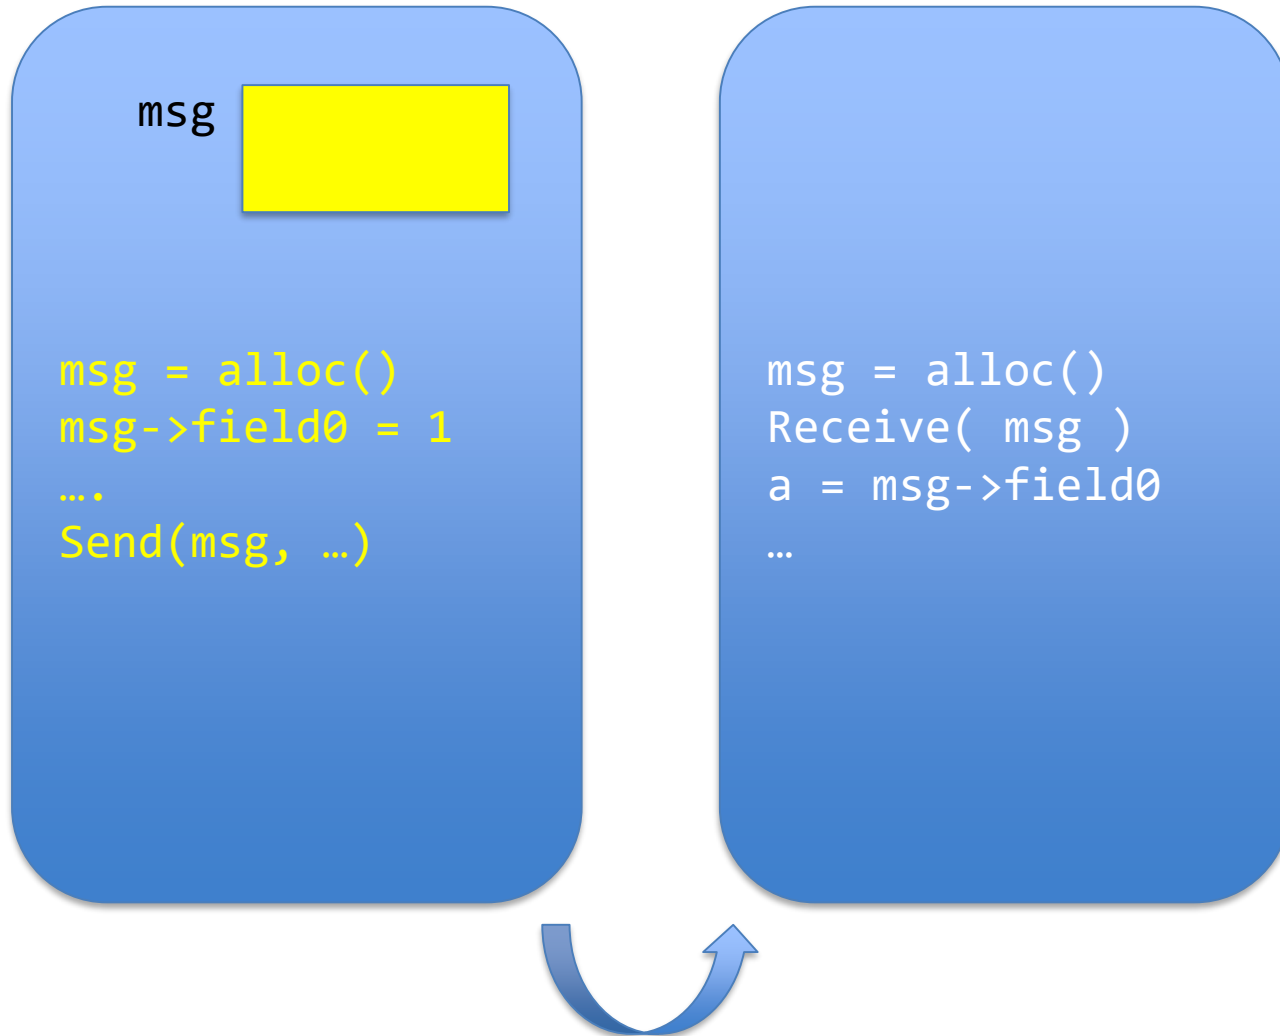 msg
msg = alloc()
msg->field0 = 1
….
Send(msg, …)
msg = alloc()
Receive( msg )
a = msg->field0
…